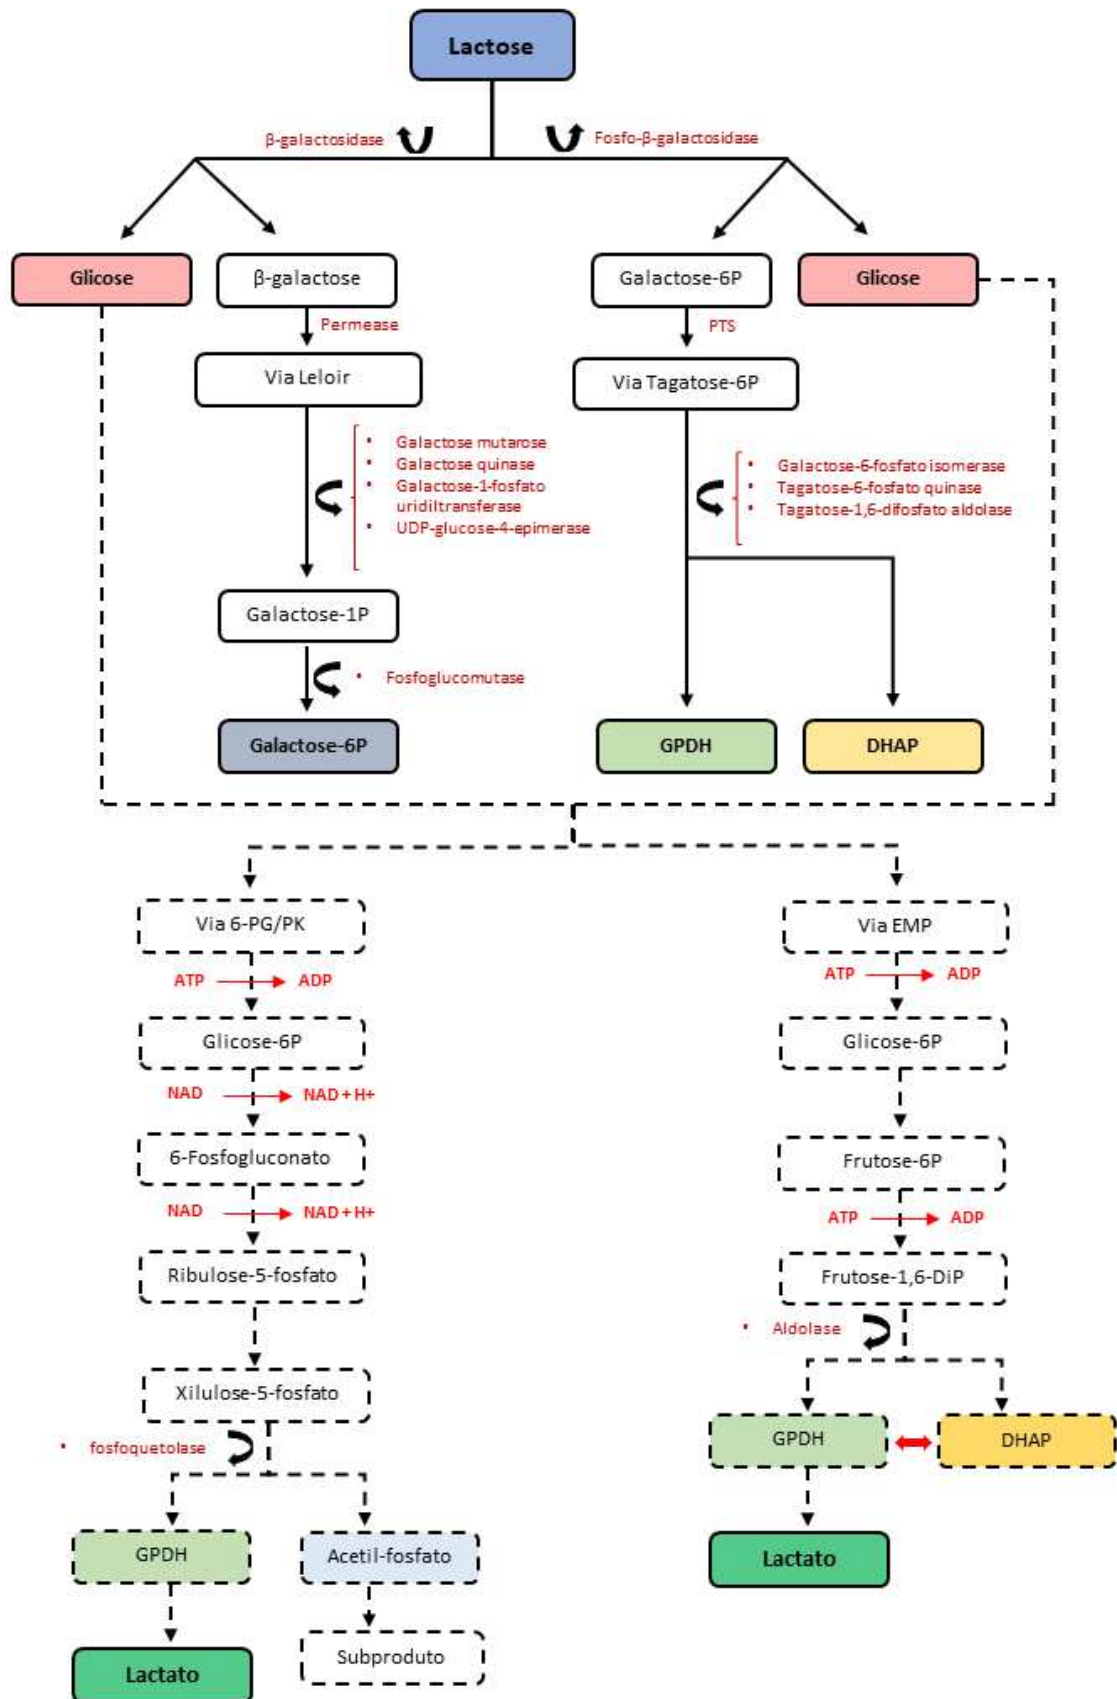 Lactose
β-galactosidase
Fosfo-β-galactosidase
Glicose
β-galactose
Galactose-6P
Glicose
Permease
PTS
Via Leloir
Via Tagatose-6P
• Galactose mutarose
• Galactose quinase
• Galactose-1-fosfato
uridiltransferase
• UDP-glucose-4-epimerase
• Galactose-6-fosfato isomerase
• Tagatose-6-fosfato quinase
• Tagatose-1,6-difosfato aldolase
Galactose-1P
• Fosfoglucomutase
Galactose-6P
GPDH
DHAP
Via 6-PG/PK
Via EMP
ATP ADP
ATP ADP
Glicose-6P
Glicose-6P
NAD NAD + H+
6-Fosfogluconato
Frutose-6P
NAD NAD + H+
ATP ADP
Ribulose-5-fosfato
Frutose-1,6-DiP
• Aldolase
Xilulose-5-fosfato
• fosfoquetolase
GPDH
DHAP
GPDH
Acetil-fosfato
Lactato
Lactato
Subproduto